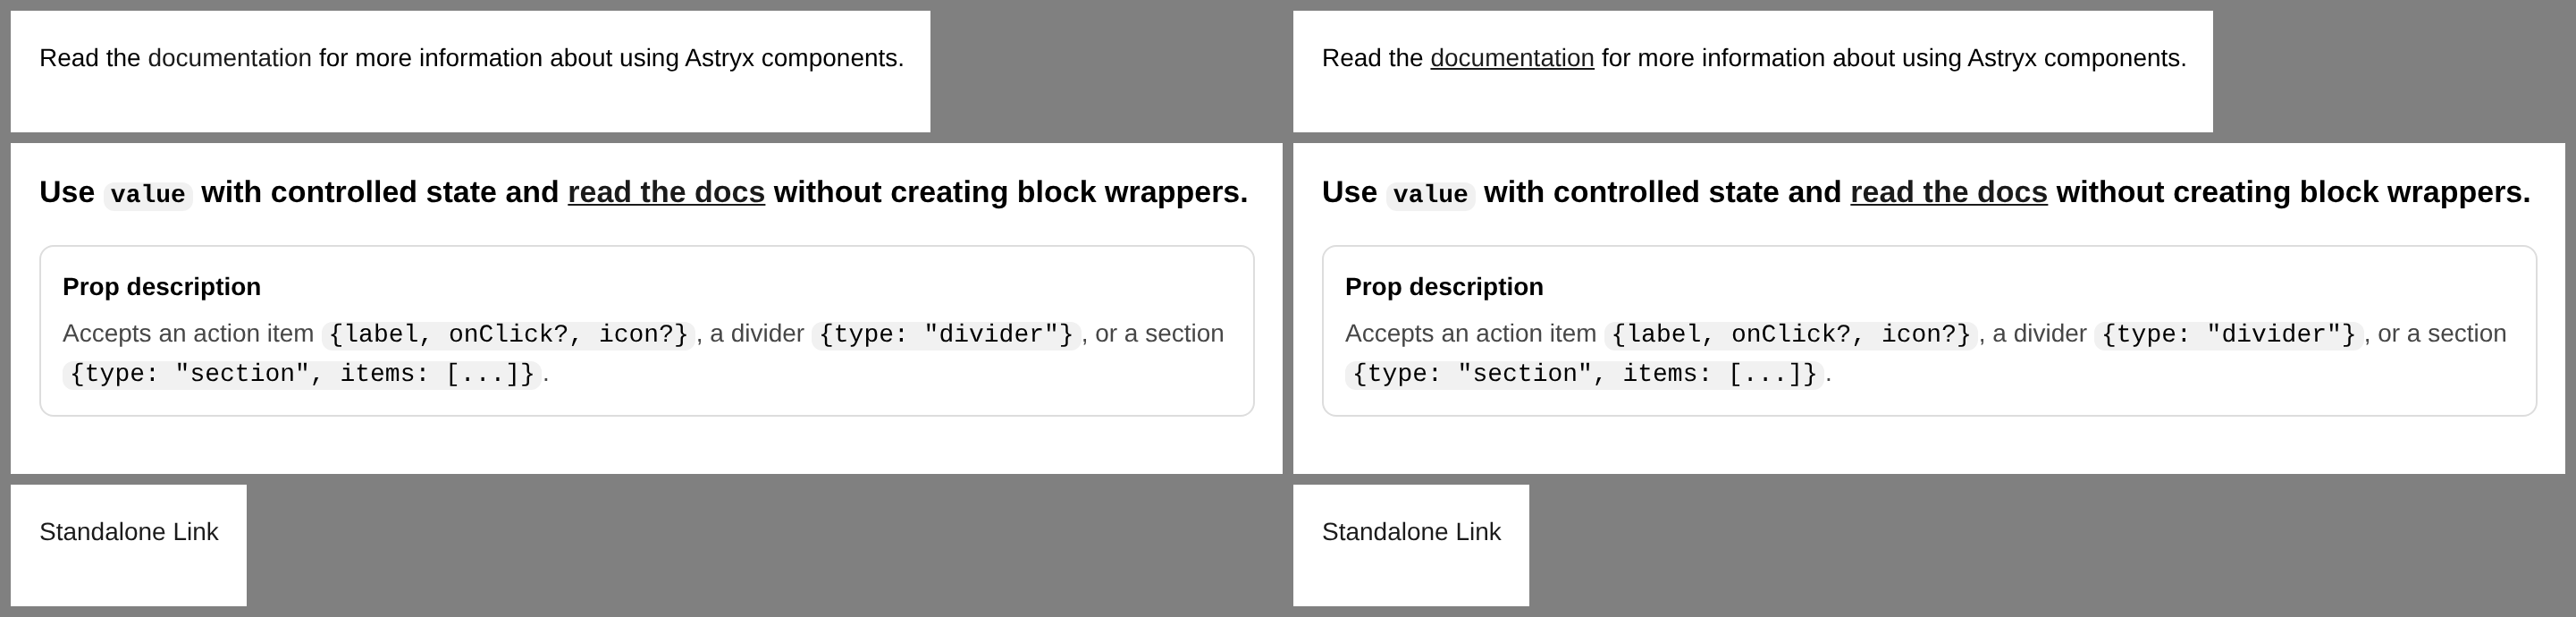 Read the documentation for more information about using Astryx components.
Read the documentation for more information about using Astryx components.
Use value with controlled state and read the docs without creating block wrappers.
Prop description
Accepts an action item {label, onClick?, icon?}, a divider {type: "divider"}, or a section
{type: "section", items: [...]}.
Use value with controlled state and read the docs without creating block wrappers.
Prop description
Accepts an action item {label, onClick?, icon?}, a divider {type: "divider"}, or a section
{type: "section", items: [...]}.
Standalone Link
Standalone Link